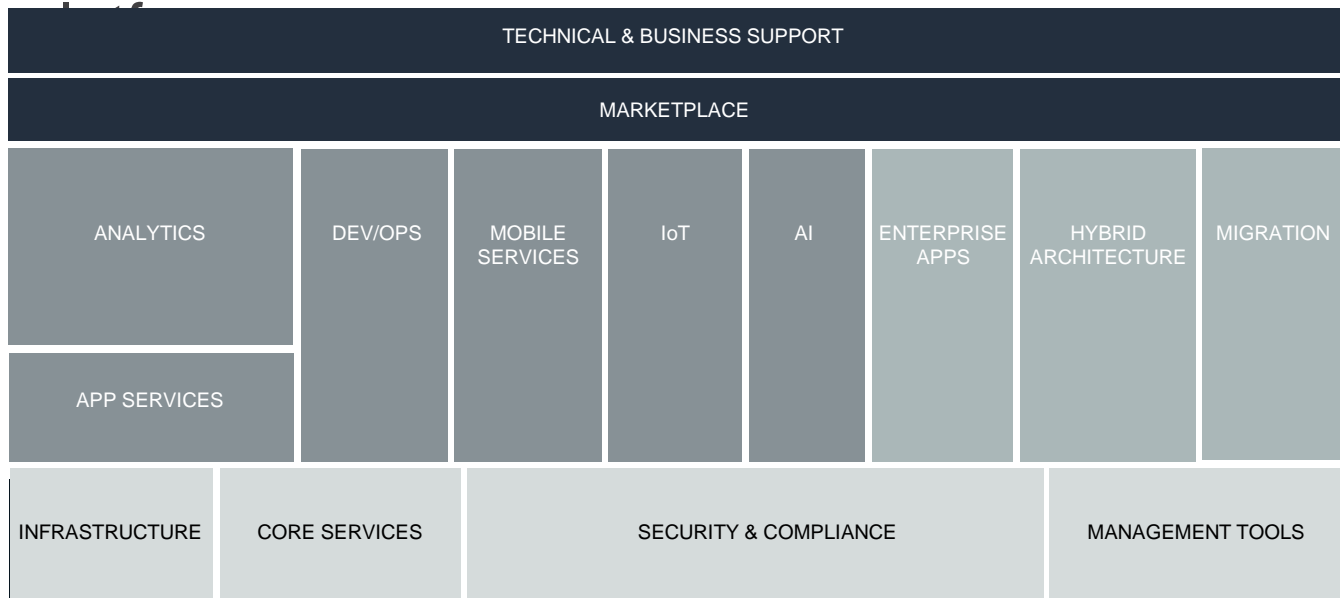 TECHNICAL & BUSINESS SUPPORT
MARKETPLACE
ANALYTICS
DEV/OPS
MOBILE
SERVICES
IoT
AI
ENTERPRISE
APPS
HYBRID
ARCHITECTURE
MIGRATION
APP SERVICES
INFRASTRUCTURE
CORE SERVICES
SECURITY & COMPLIANCE
MANAGEMENT TOOLS